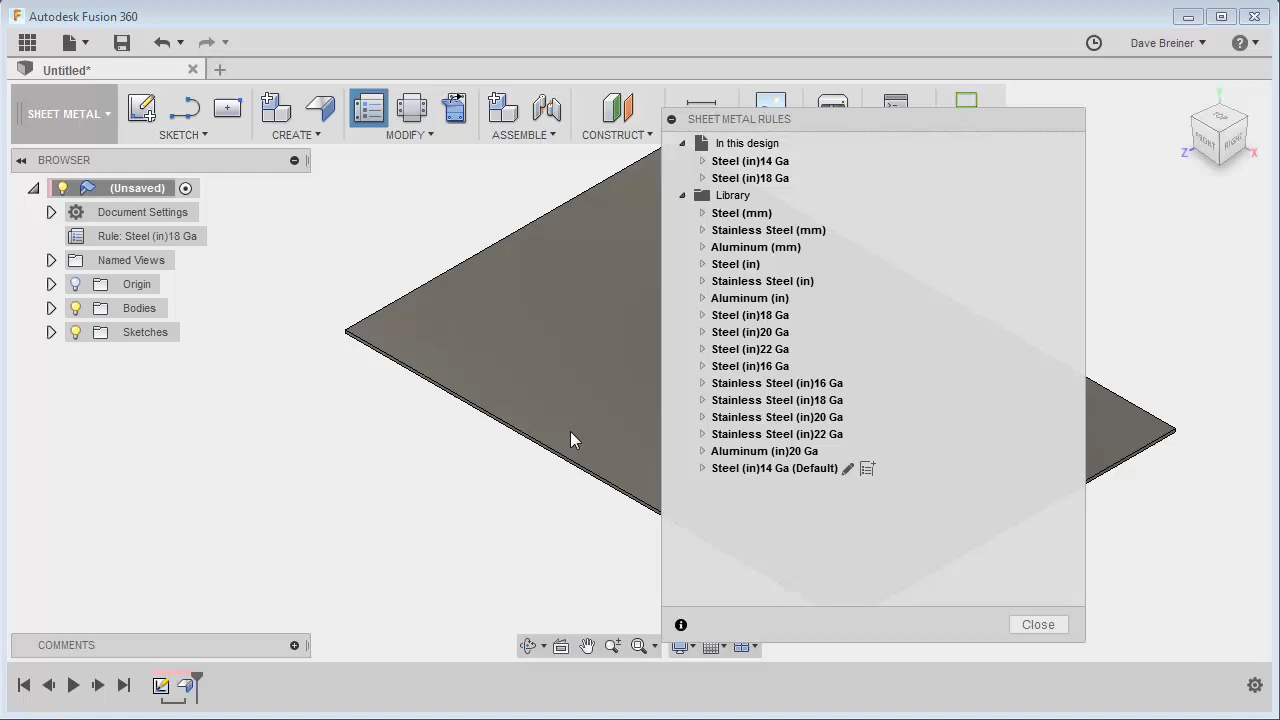 Autodesk Fusion 360
Dave Breiner
Untitled*
SHEET METAL
SKETCH
CREATE
MODIFY
ASSEMBLE
CONSTRUCT
TOP
FRONT
RIGHT
Y
Z
X
BROWSER
(Unsaved)
Document Settings
Rule: Steel (in)18 Ga
Named Views
Origin
Bodies
Sketches
SHEET METAL RULES
In this design
Steel (in)14 Ga
Steel (in)18 Ga
Library
Steel (mm)
Stainless Steel (mm)
Aluminum (mm)
Steel (in)
Stainless Steel (in)
Aluminum (in)
Steel (in)18 Ga
Steel (in)20 Ga
Steel (in)22 Ga
Steel (in)16 Ga
Stainless Steel (in)16 Ga
Stainless Steel (in)18 Ga
Stainless Steel (in)20 Ga
Stainless Steel (in)22 Ga
Aluminum (in)20 Ga
Steel (in)14 Ga (Default)
Close
COMMENTS